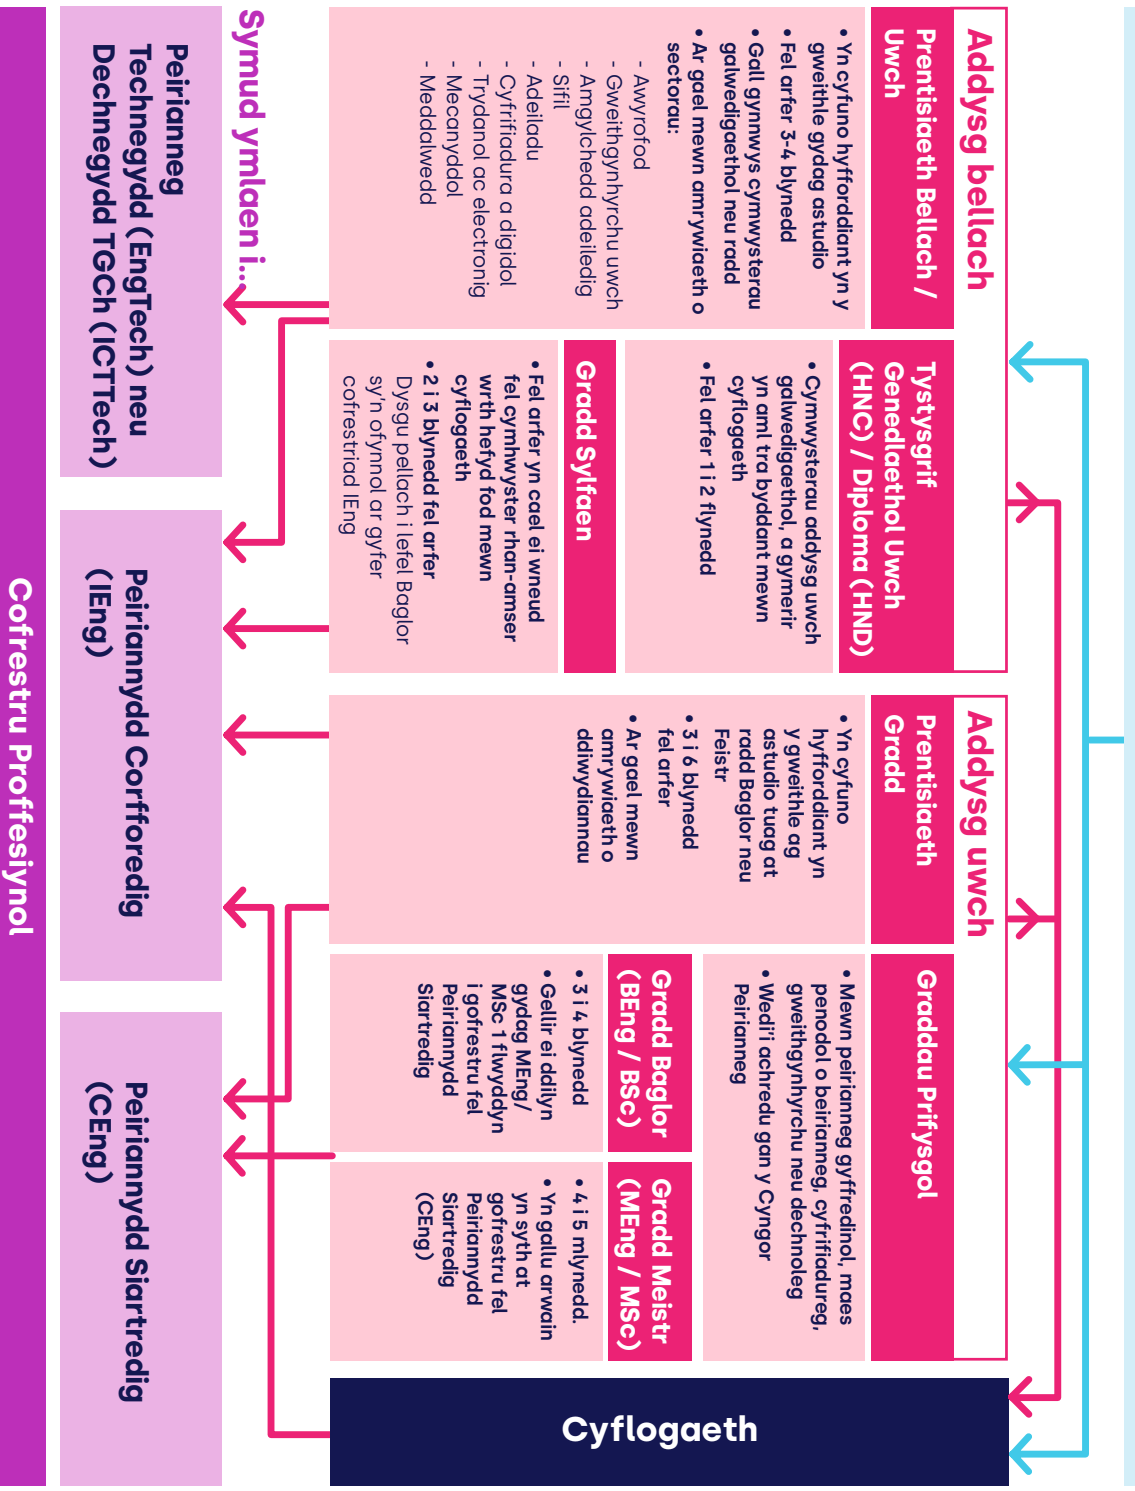 Addysg bellach
Prentisiaeth Bellach /
Uwch
• Yn cyfuno hyfforddiant yn y
gweithle gydag astudio
• Fel arfer 3-4 blynedd
• Gall gynnwys cymwysterau
galwedigaethol neu radd
• Ar gael mewn amrywiaeth o
sectorau:
- Awyrofod
- Gweithgynhyrchu uwch
- Amgylchedd adeiledig
- Sifil
- Adeiladu
- Cyfrifiadura a digidol
- Trydanol ac electronig
- Mecanyddol
- Meddalwedd
Tystysgrif
Genedlaethol Uwch
(HNC) / Diploma (HND)
• Cymwysterau addysg uwch
galwedigaethol, a gymerir
yn aml tra byddant mewn
cyflogaeth
• Fel arfer 1 i 2 flynedd
Gradd Sylfaen
• Fel arfer yn cael ei wneud
fel cymhwyster rhan-amser
wrth hefyd fod mewn
cyflogaeth
• 2 i 3 blynedd fel arfer
Dysgu pellach i lefel Baglor
sy'n ofynnol ar gyfer
cofrestriad IEng
Addysg uwch
Prentisiaeth
Gradd
• Yn cyfuno
hyfforddiant yn
y gweithle ag
astudio tuag at
radd Baglor neu
Feistr
• 3 i 6 blynedd
fel arfer
• Ar gael mewn
amrywiaeth o
ddiwydiannau
Graddau Prifysgol
• Mewn peirianneg gyffredinol, maes
penodol o beirianneg, cyfrifiadureg,
gweithgynhyrchu neu dechnoleg
• Wedi'i achredu gan y Cyngor
Peirianneg
Gradd Baglor
(BEng / BSc)
• 3 i 4 blynedd
• Gellir ei ddilyn
gydag MEng/
MSc 1 flwyddyn
i gofrestru fel
Peiriannydd
Siartredig
Gradd Meistr
(MEng / MSc)
• 4 i 5 mlynedd.
• Yn gallu arwain
yn syth at
gofrestru fel
Peiriannydd
Siartredig
(CEng)
Cyflogaeth
Symud ymlaen i...
Peirianneg
Technegydd (EngTech) neu
Dechnegydd TGCh (ICTTech)
Peiriannydd Corfforedig
(IEng)
Peiriannydd Siartredig
(CEng)
Cofrestru Proffesiynol